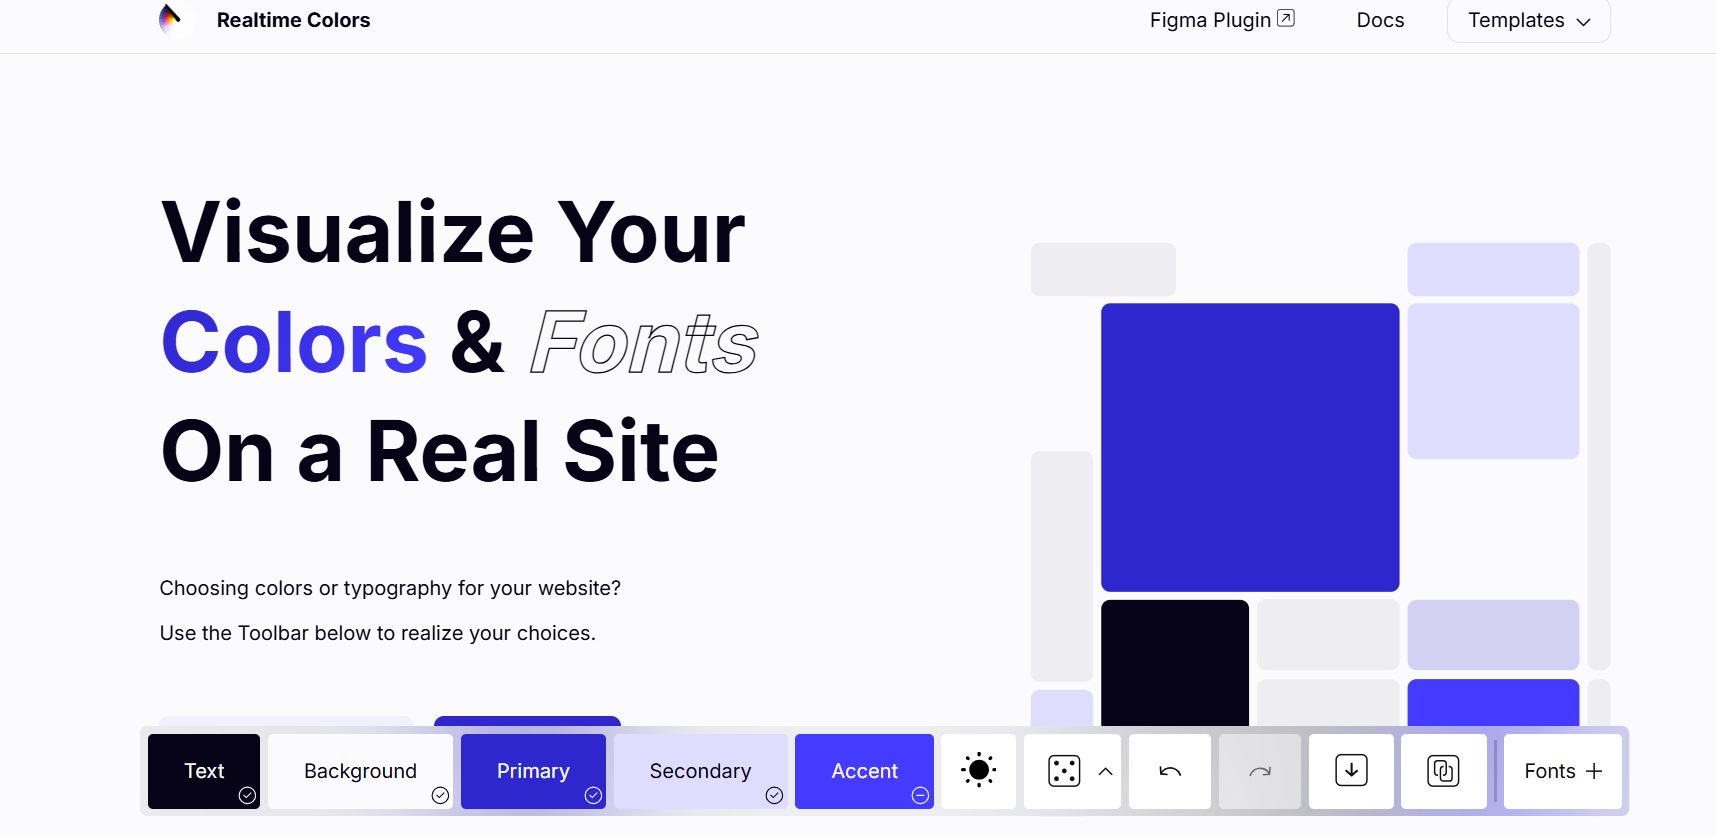 Realtime Colors
Figma Plugin
Docs
Templates
Visualize Your
Colors & Fonts
On a Real Site
Choosing colors or typography for your website?
Use the Toolbar below to realize your choices.
Text
Background
Primary
Secondary
Accent
Fonts